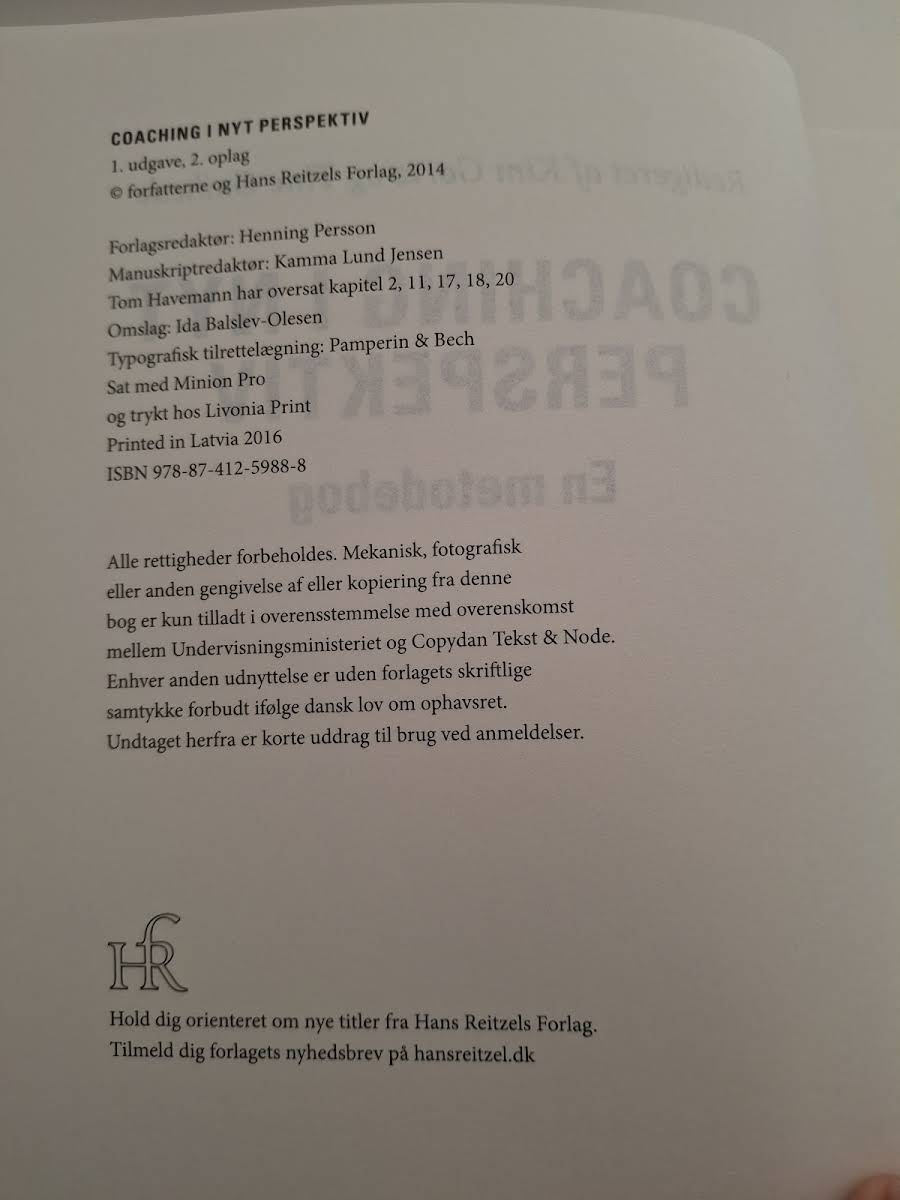 COACHING I NYT PERSPEKTIV
1. udgave, 2. oplag
© forfatterne og Hans Reitzels Forlag, 2014
Forlagsredaktør: Henning Persson
Manuskriptredaktør: Kamma Lund Jensen
Tom Havemann har oversat kapitel 2, 11, 17, 18, 20
Omslag: Ida Balslev-Olesen
Typografisk tilrettelægning: Pamperin & Bech
Sat med Minion Pro
og trykt hos Livonia Print
Printed in Latvia 2016
ISBN 978-87-412-5988-8
Alle rettigheder forbeholdes. Mekanisk, fotografisk
eller anden gengivelse af eller kopiering fra denne
bog er kun tilladt i overensstemmelse med overenskomst
mellem Undervisningsministeriet og Copydan Tekst & Node.
Enhver anden udnyttelse er uden forlagets skriftlige
samtykke forbudt ifølge dansk lov om ophavsret.
Undtaget herfra er korte uddrag til brug ved anmeldelser.
HRF
Hold dig orienteret om nye titler fra Hans Reitzels Forlag.
Tilmeld dig forlagets nyhedsbrev på hansreitzel.dk